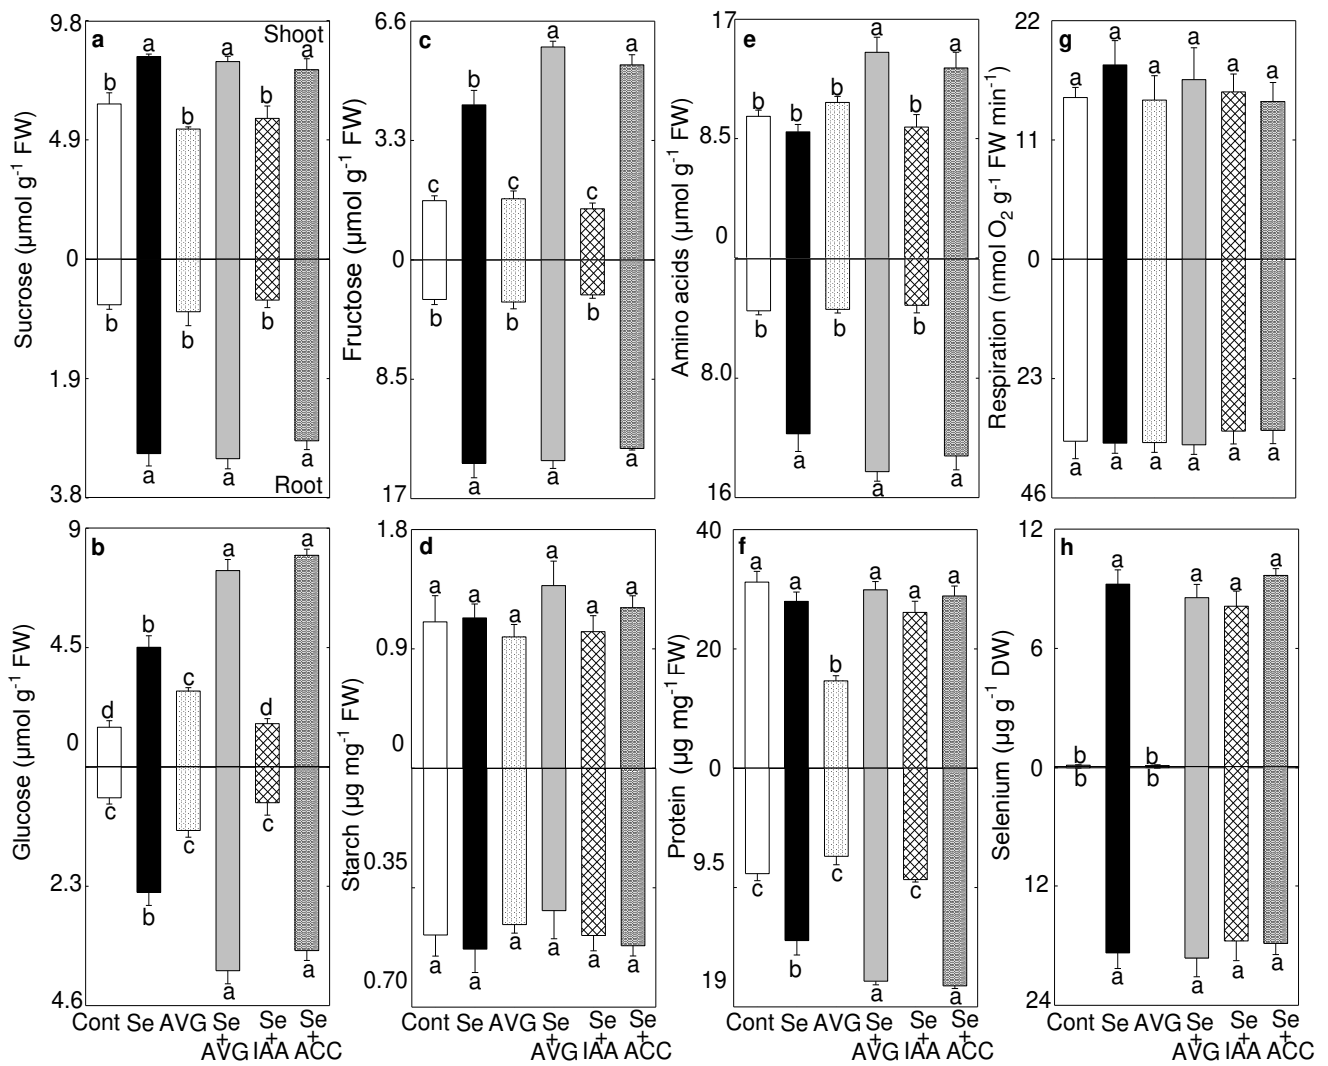 a
Shoot
Root
Sucrose (µmol g-1 FW)
9.8
4.9
0
1.9
3.8
b a b a b a
b a b a b a
c
Fructose (µmol g-1 FW)
6.6
3.3
0
8.5
17
c b c a c a
b a b a b a
e
Amino acids (µmol g-1 FW)
17
8.5
0
8.0
16
b b b a b a
b a b a b a
g
Respiration (nmol O2 g-1 FW min-1)
22
11
0
23
46
a a a a a a
a a a a a a
b
Glucose (µmol g-1 FW)
9
4.5
0
2.3
4.6
d b c a d a
c b c a c a
Cont Se AVG Se+AVG Se+IAA Se+ACC
d
Starch (µg mg-1 FW)
1.8
0.9
0
0.35
0.70
a a a a a a
a a a a a a
Cont Se AVG Se+AVG Se+IAA Se+ACC
f
Protein (µg mg-1 FW)
40
20
0
9.5
19
a a b a a a
c b c a c a
Cont Se AVG Se+AVG Se+IAA Se+ACC
h
Selenium (µg g-1 DW)
12
6
0
12
24
b a b a a a
b a b a a a
Cont Se AVG Se+AVG Se+IAA Se+ACC